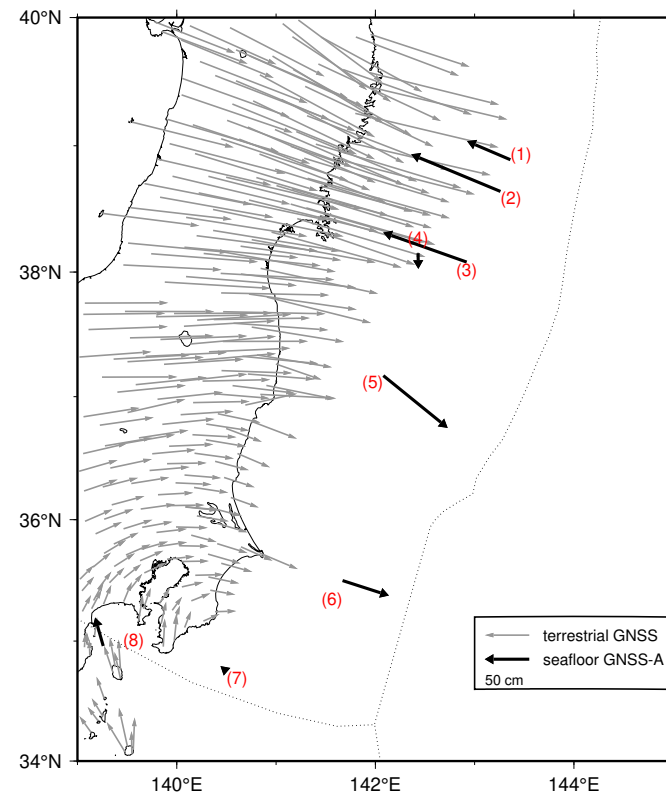 40°N
(1)
(2)
(4)
(3)
38°N
(5)
36°N
(6)
terrestrial GNSS
(8)
seafloor GNSS-A
(7)
50 cm
34°N
140°E
142°E
144°E